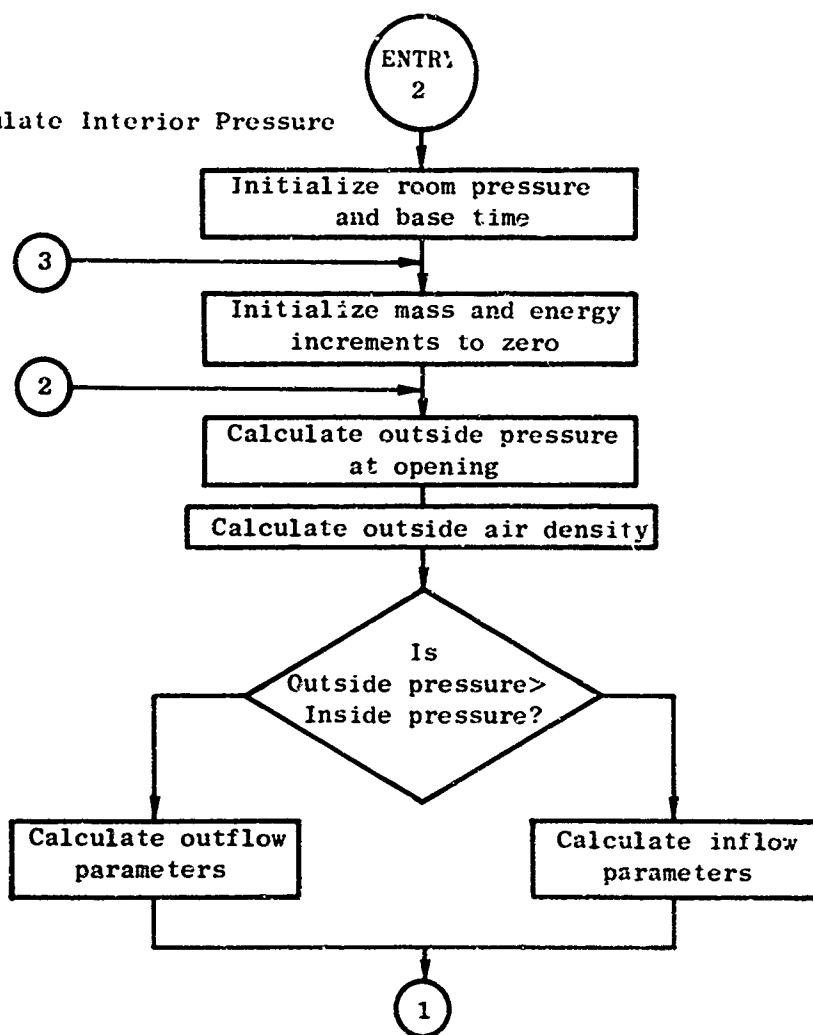 ENTRY
2
ulate Interior Pressure
Initialize room pressure
and base time
3
Initialize mass and energy
increments to zero
2
Calculate outside pressure
at opening
Calculate outside air density
Is
Outside pressure>
Inside pressure?
Calculate outflow
parameters
Calculate inflow
parameters
1